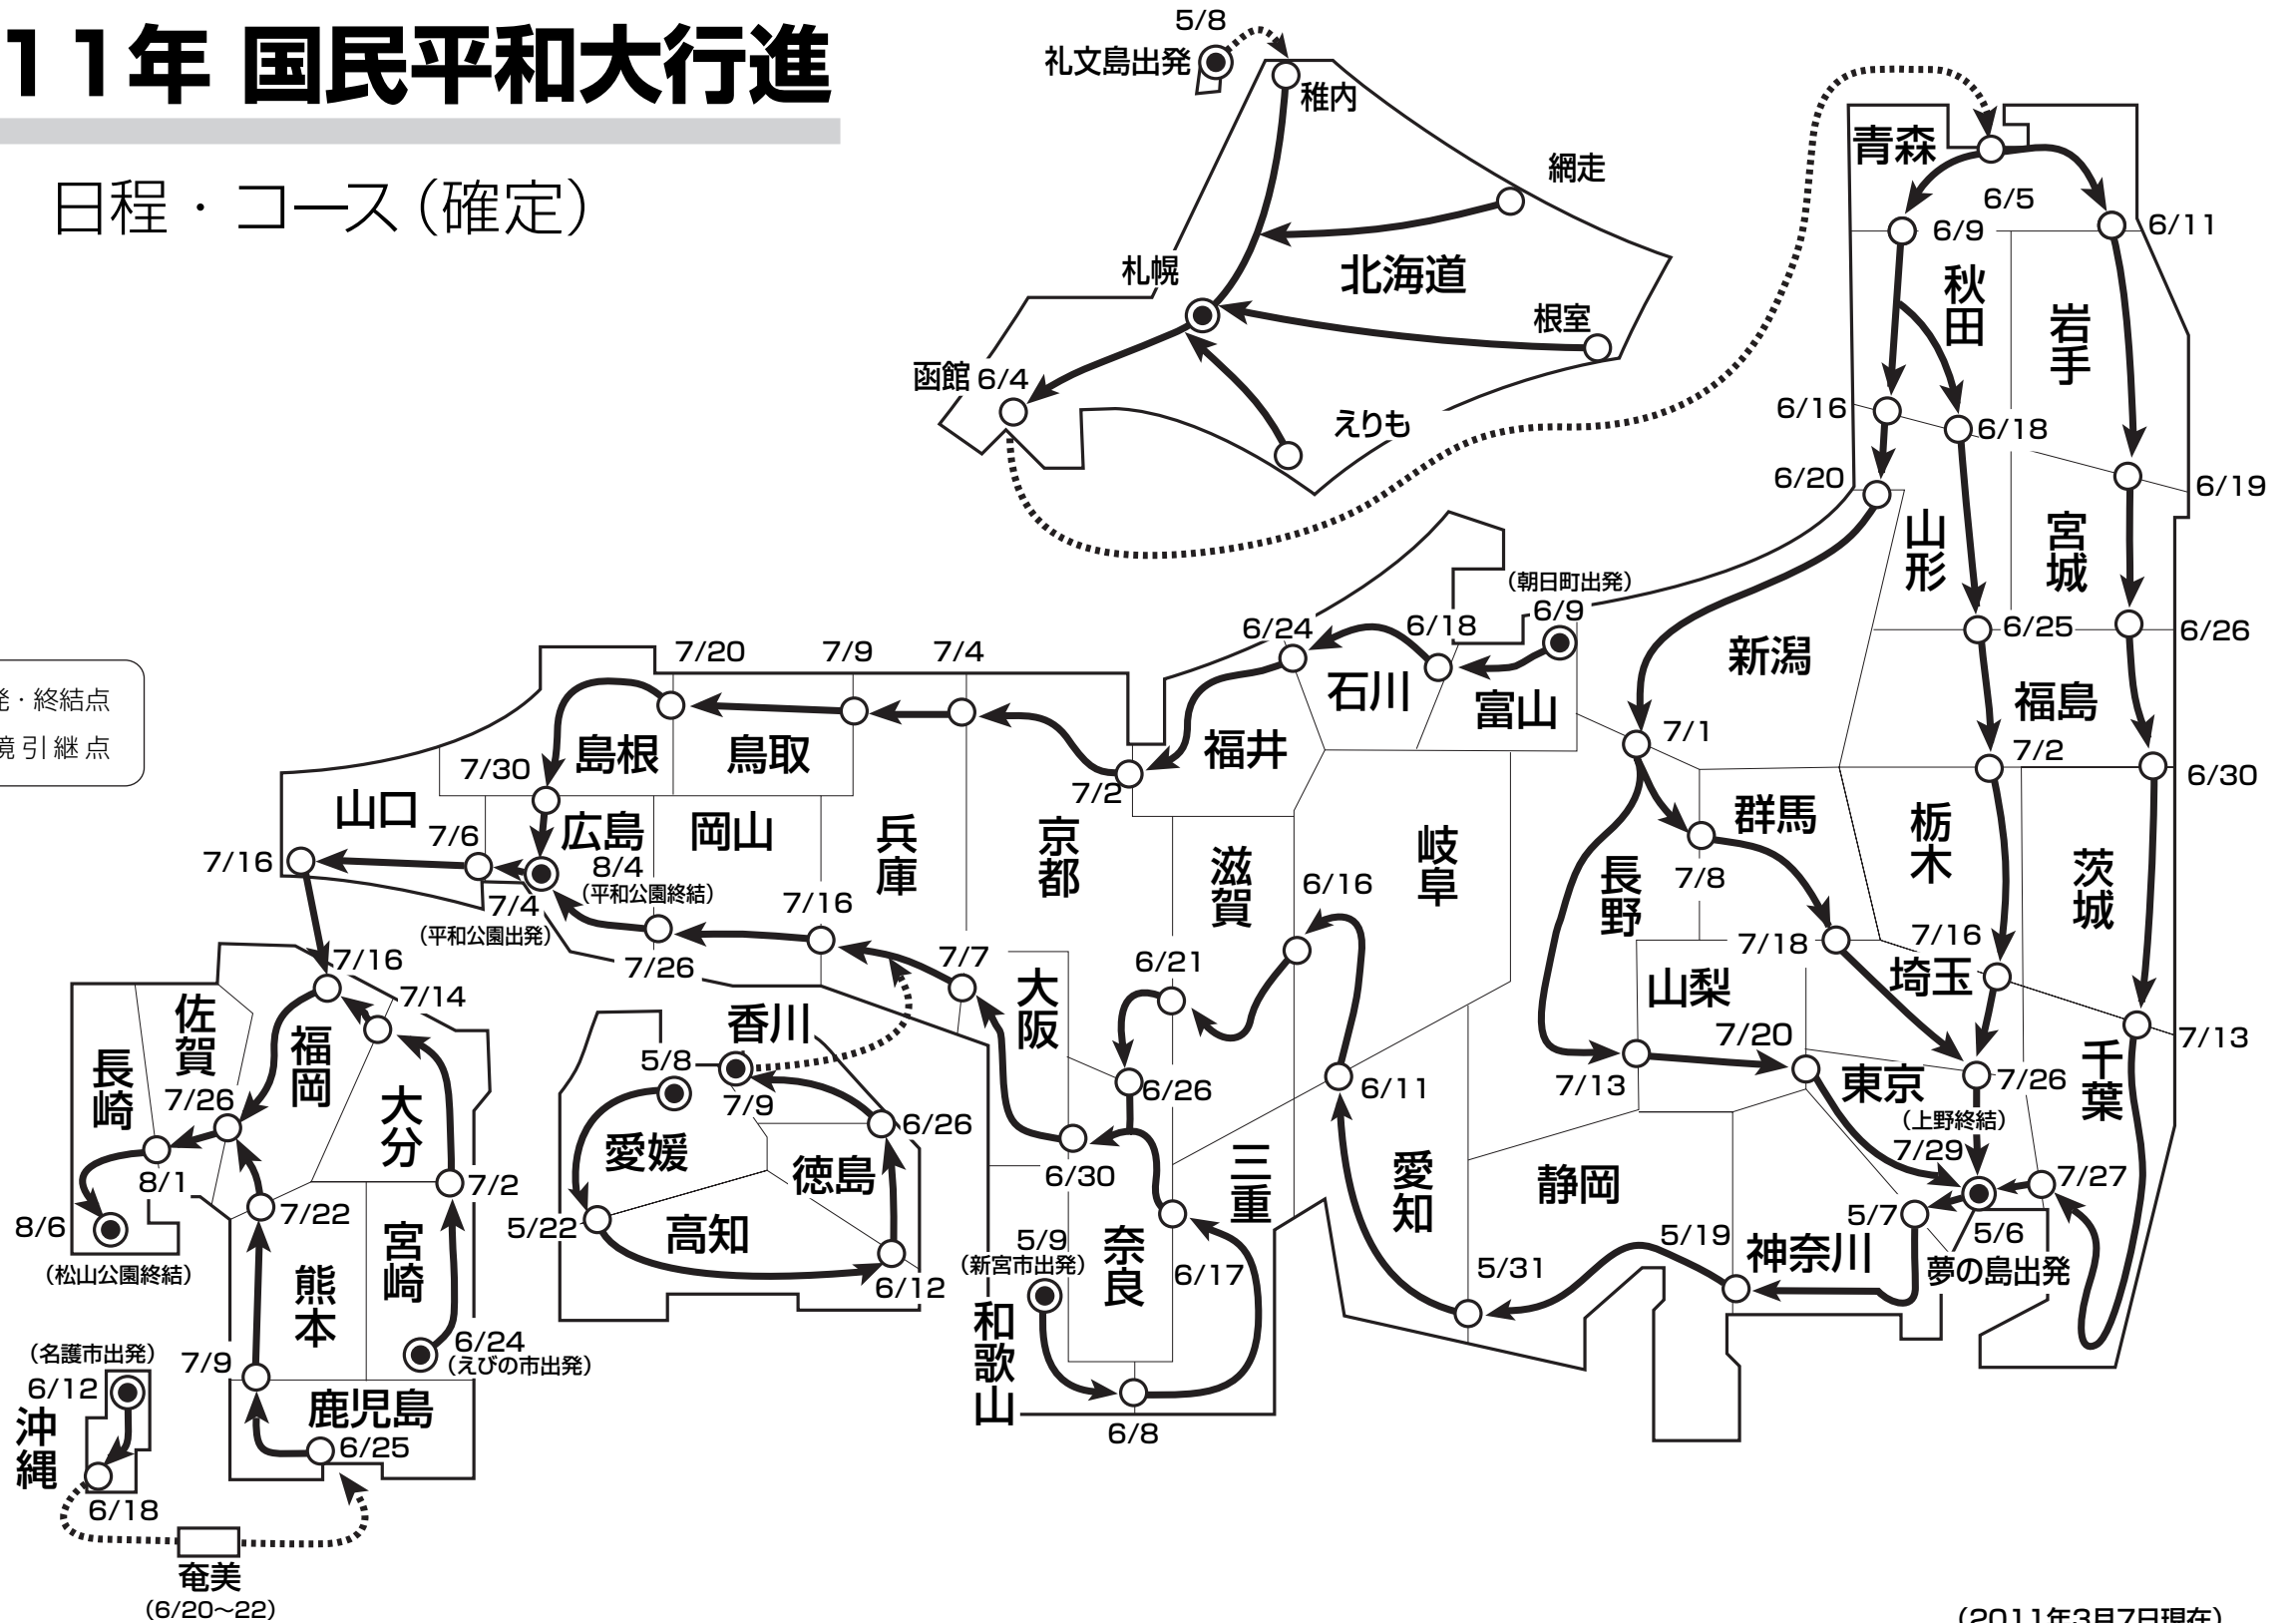 11年 国民平和大行進
日程・コース（確定）
発・終結点
境引継点
5/8
礼文島出発
稚内
網走
札幌
北海道
根室
函館 6/4
えりも
青森
6/5
6/9
6/11
秋田
岩手
6/16
6/18
6/20
6/19
山形
宮城
6/25
6/26
新潟
福島
7/1
7/2
6/30
（朝日町出発）
6/9
6/18
6/24
石川
富山
福井
7/2
7/4
7/9
7/20
島根
鳥取
7/30
山口
広島
岡山
兵庫
京都
滋賀
岐阜
長野
群馬
栃木
茨城
7/6
7/16
8/4
（平和公園終結）
7/4
（平和公園出発）
7/16
7/26
7/7
6/16
6/21
7/8
7/18
7/16
埼玉
山梨
7/20
7/13
7/13
千葉
東京
7/26
（上野終結）
7/29
7/27
5/7
5/6
夢の島出発
神奈川
5/19
静岡
5/31
愛知
6/11
三重
大阪
6/26
6/30
奈良
6/17
5/9
（新宮市出発）
和歌山
6/8
香川
5/8
7/9
愛媛
徳島
6/26
高知
5/22
6/12
7/16
7/14
佐賀
福岡
長崎
7/26
大分
8/1
8/6
（松山公園終結）
7/22
7/2
宮崎
熊本
6/24
（えびの市出発）
7/9
鹿児島
6/25
（名護市出発）
6/12
沖縄
6/18
奄美
（6/20〜22）
（2011年3月7日現在）